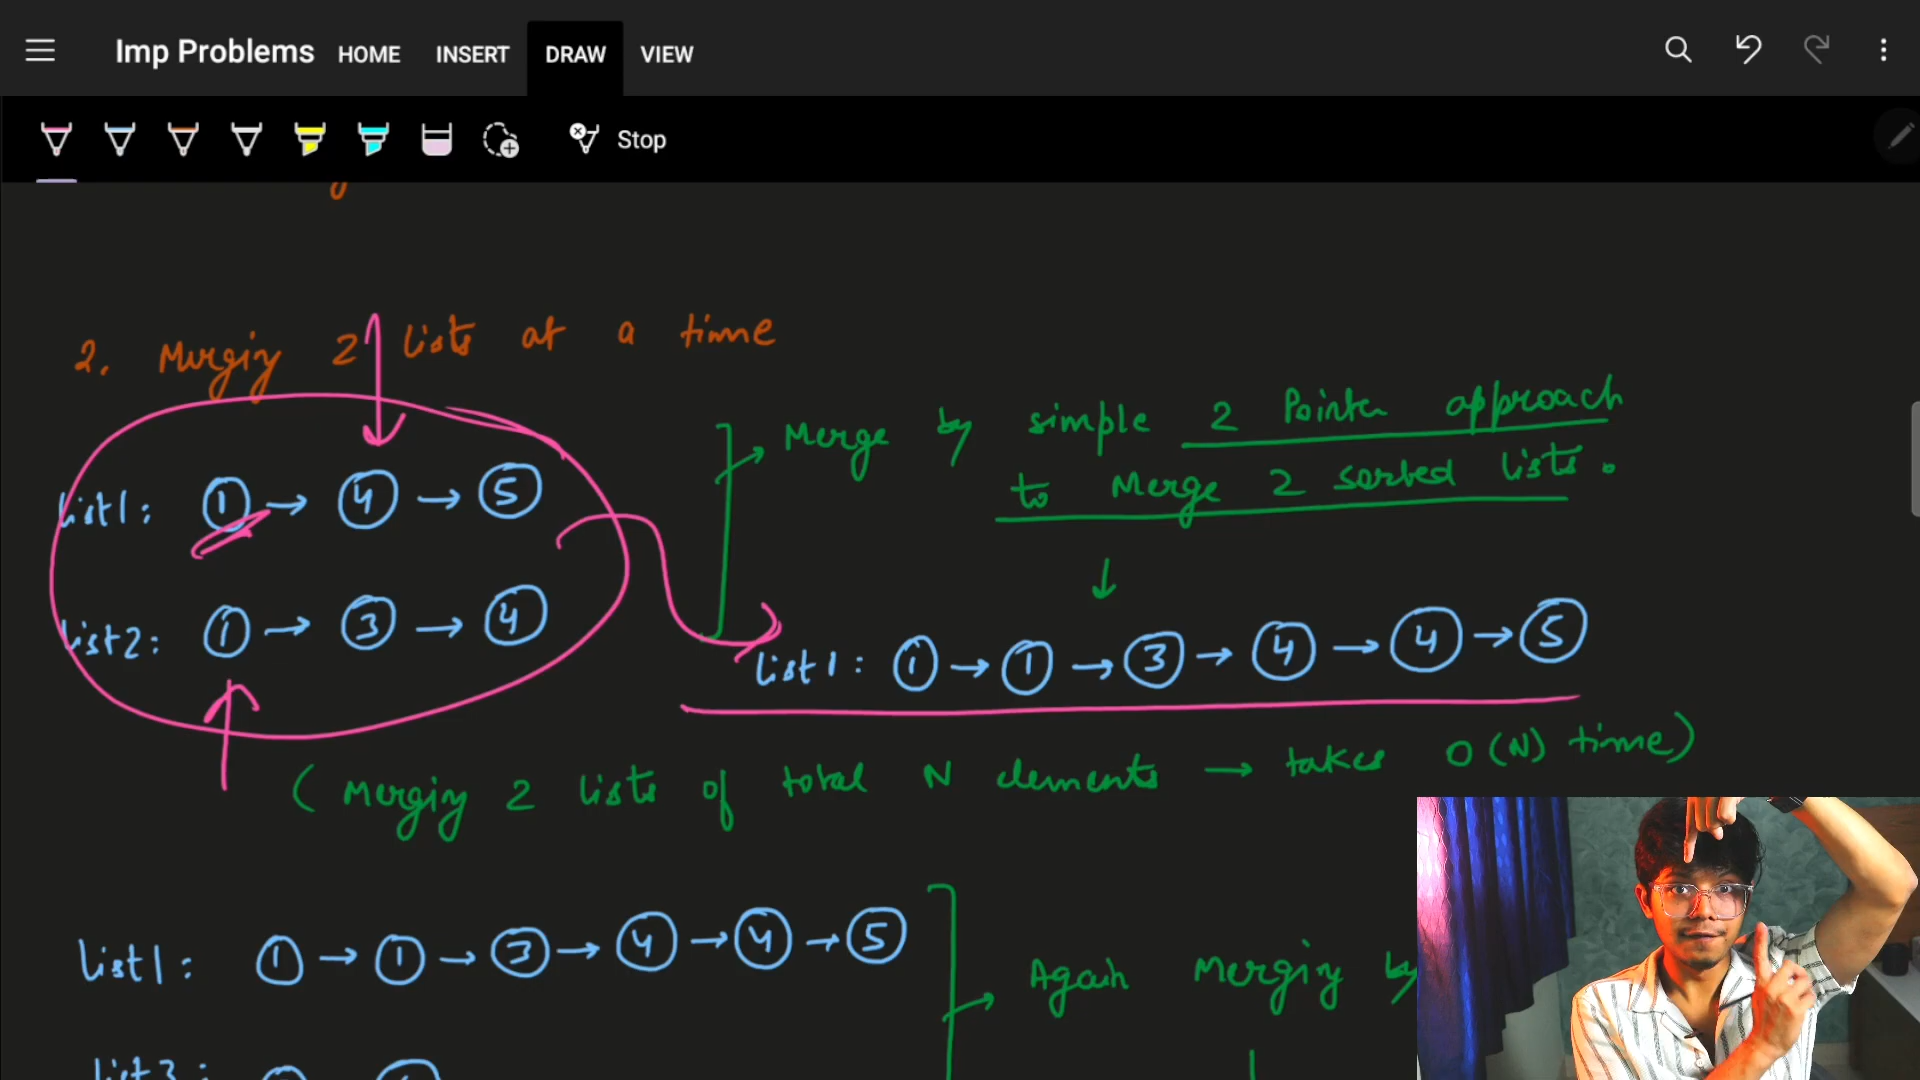 Imp Problems HOME INSERT DRAW VIEW
Stop
2. Merging 2 lists at a time
Merge by simple 2 Pointer approach
to Merge 2 sorted lists.
list1: 1 → 4 → 5
list2: 1 → 3 → 4
↓
list1: 1 → 1 → 3 → 4 → 4 → 5
(Merging 2 lists of total N elements → takes O(N) time)
list1: 1 → 1 → 3 → 4 → 4 → 5
Again Merging by
list3: